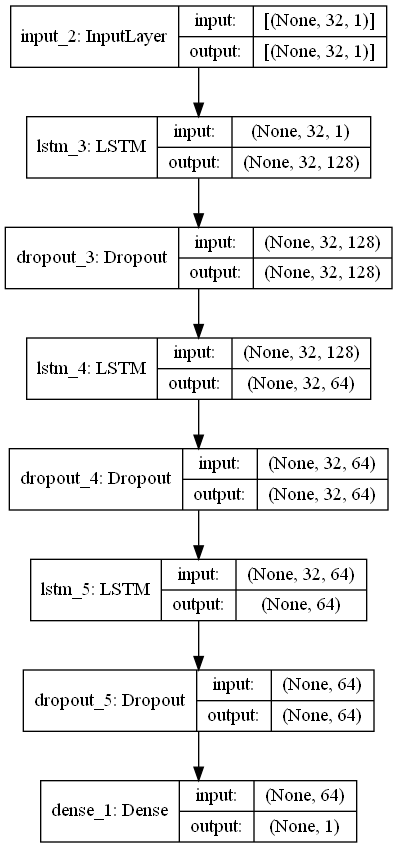 input_2: InputLayer
input: [(None, 32, 1)]
output: [(None, 32, 1)]
lstm_3: LSTM
input: (None, 32, 1)
output: (None, 32, 128)
dropout_3: Dropout
input: (None, 32, 128)
output: (None, 32, 128)
lstm_4: LSTM
input: (None, 32, 128)
output: (None, 32, 64)
dropout_4: Dropout
input: (None, 32, 64)
output: (None, 32, 64)
lstm_5: LSTM
input: (None, 32, 64)
output: (None, 64)
dropout_5: Dropout
input: (None, 64)
output: (None, 64)
dense_1: Dense
input: (None, 64)
output: (None, 1)